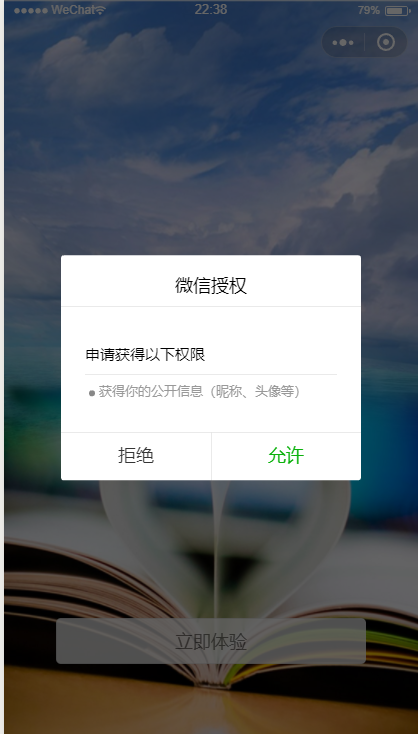 ●●●●● WeChat 22:38 79%
微信授权
申请获得以下权限
● 获得你的公开信息（昵称、头像等）
拒绝 允许
立即体验